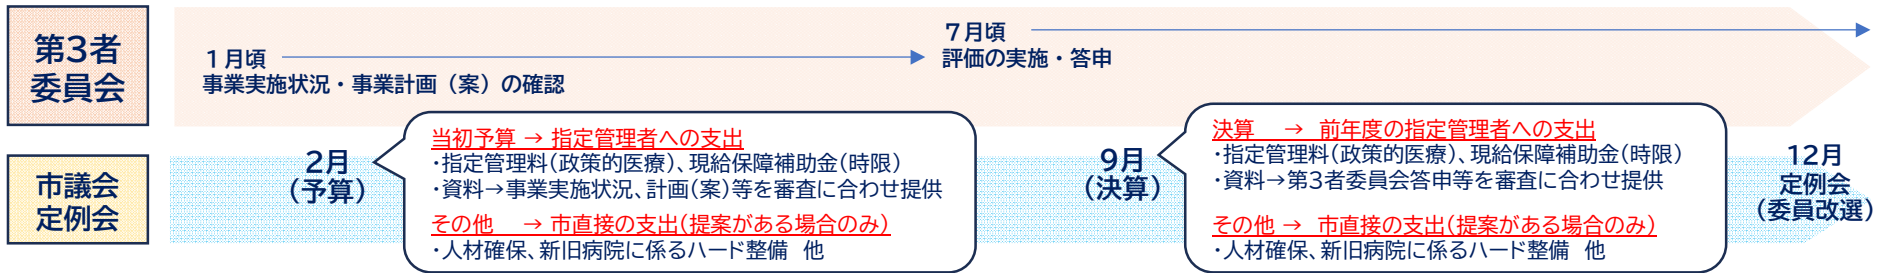 第3者
委員会
1月頃
事業実施状況・事業計画（案）の確認
7月頃
評価の実施・答申
市議会
定例会
2月
（予算）
当初予算 → 指定管理者への支出
・指定管理料（政策的医療）、現給保障補助金（時限）
・資料→事業実施状況、計画（案）等を審査に合わせ提供
その他 → 市直接の支出（提案がある場合のみ）
・人材確保、新旧病院に係るハード整備 他
9月
（決算）
決算 → 前年度の指定管理者への支出
・指定管理料（政策的医療）、現給保障補助金（時限）
・資料→第3者委員会答申等を審査に合わせ提供
その他 → 市直接の支出（提案がある場合のみ）
・人材確保、新旧病院に係るハード整備 他
12月
定例会
（委員改選）